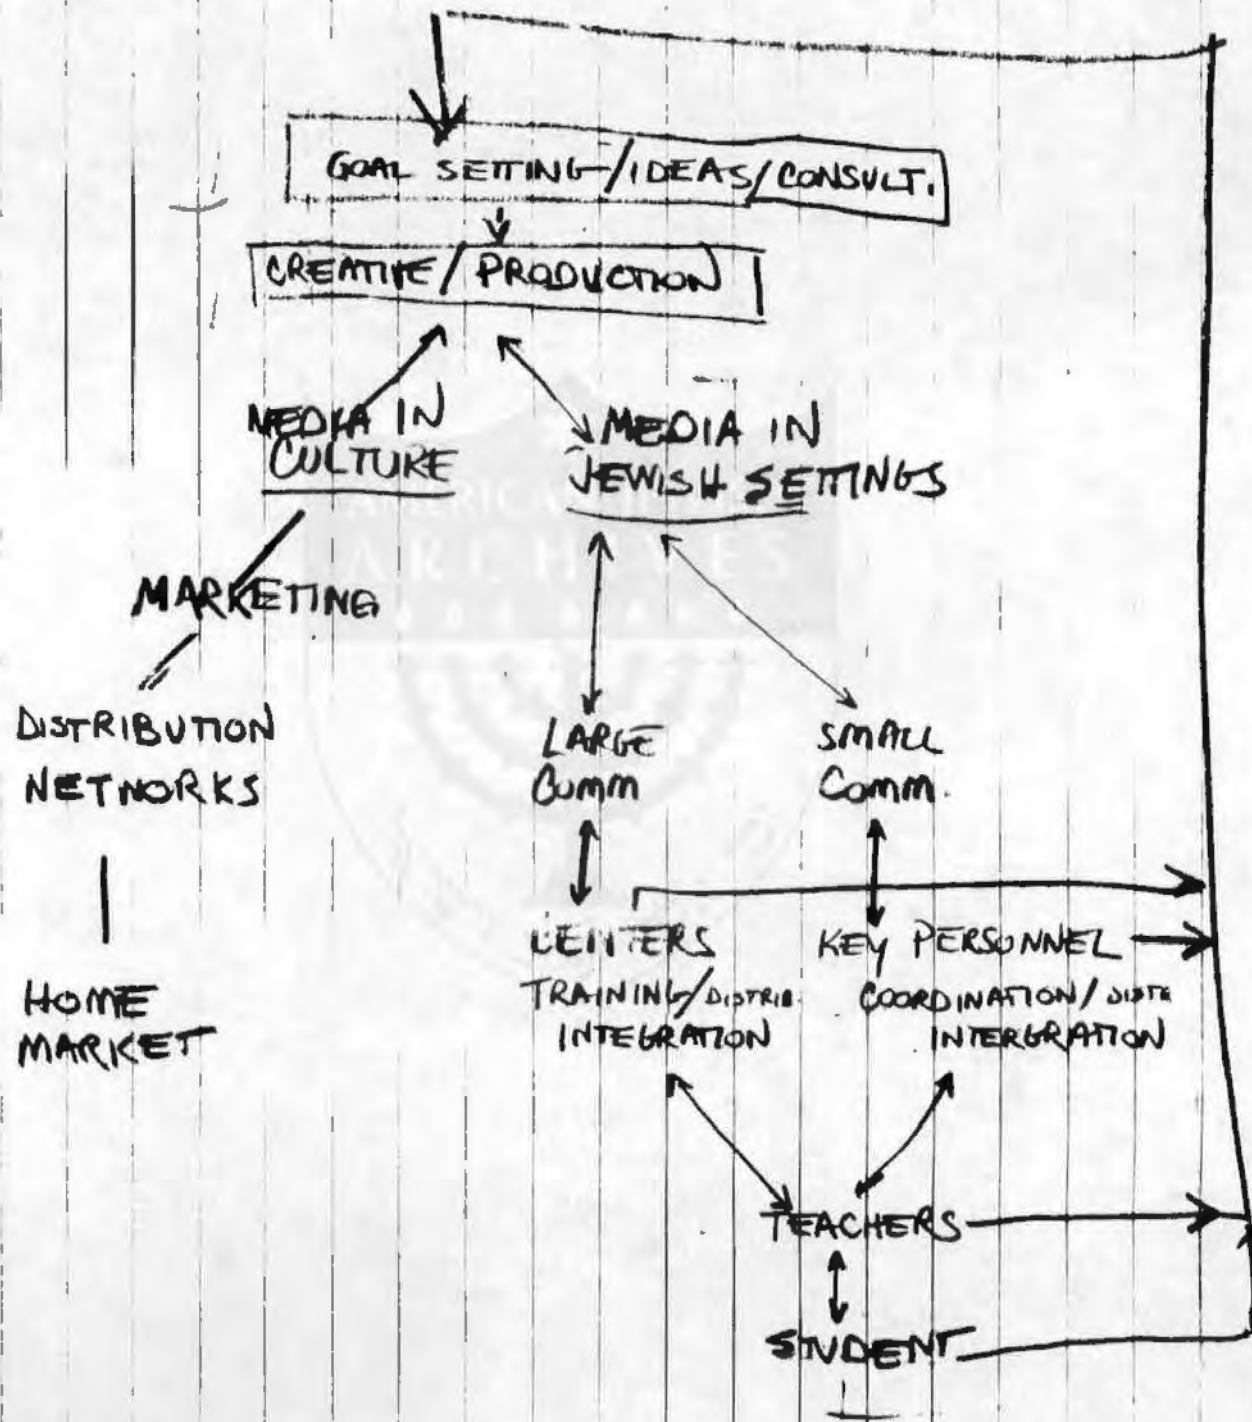 GOAL SETTING/IDEAS/CONSULT.
CREATIVE/PRODUCTION
MEDIA IN
CULTURE
MEDIA IN
JEWISH SETTINGS
MARKETING
DISTRIBUTION
NETWORKS
HOME
MARKET
LARGE
Comm
SMALL
Comm.
CENTERS
TRAINING/DISTRIB.
INTEGRATION
KEY PERSONNEL
COORDINATION/
INTERGRATION
TEACHERS
STUDENT
ARCHIVES